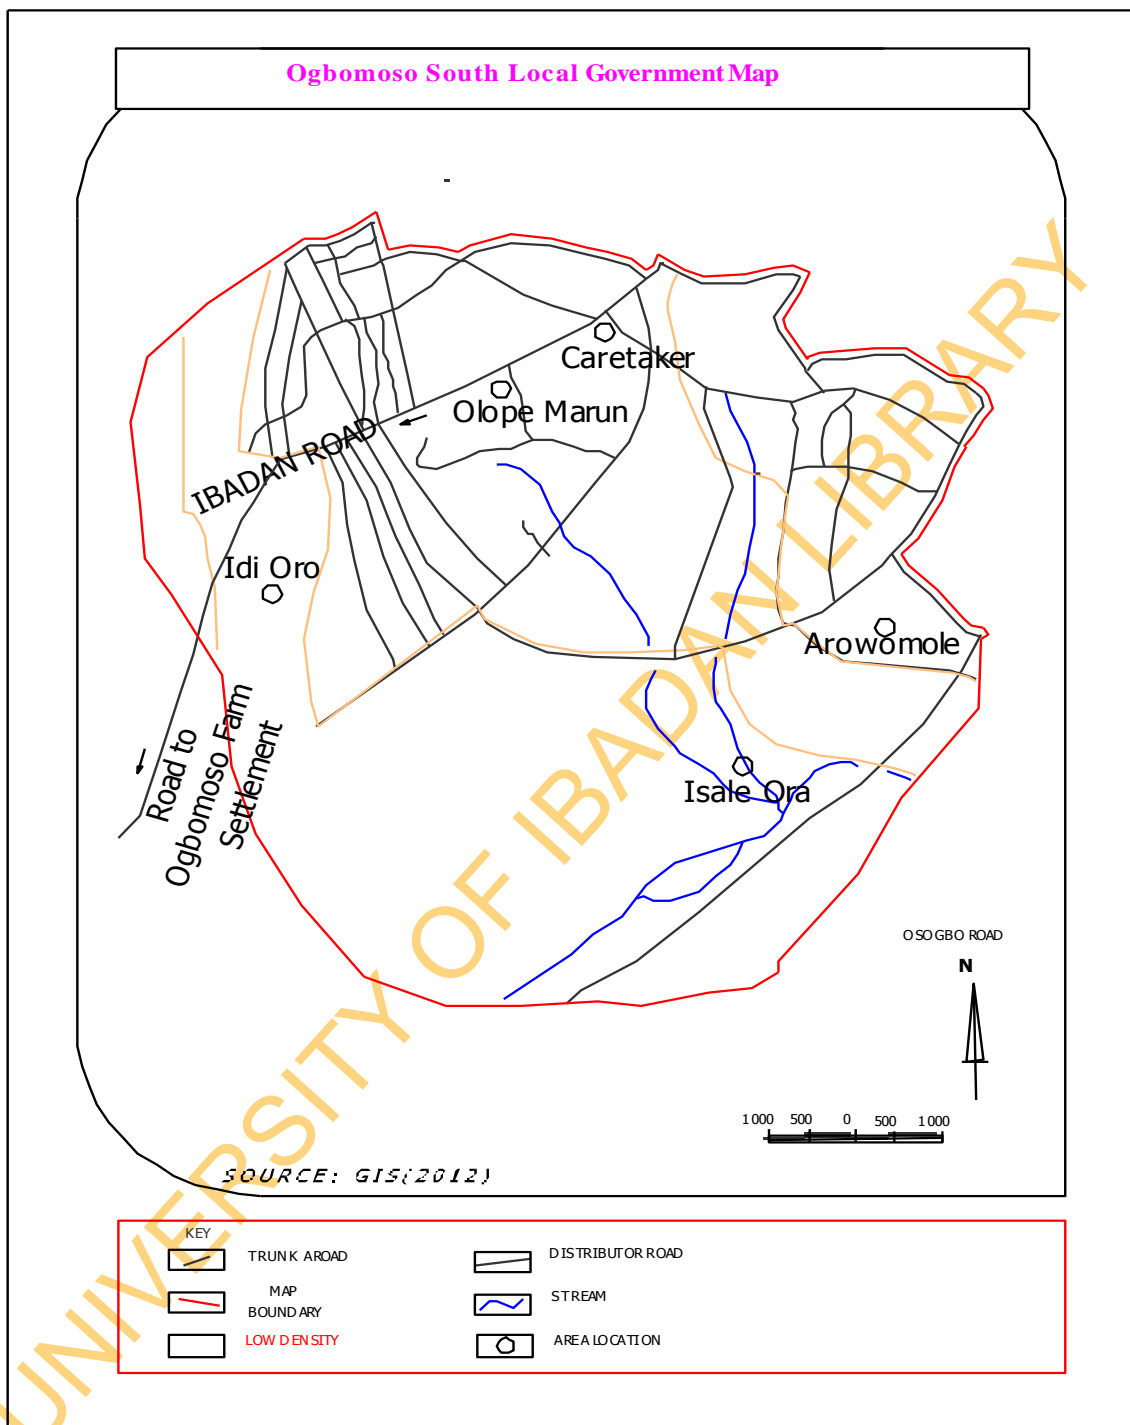 Ogbomoso South Local Government Map
Caretaker
Olope Marun
IBADAN ROAD
Idi Oro
Arowomole
Road to
Ogbomoso Farm
Settlement
Isale Ora
OSOGBO ROAD
N
1000 500 0 500 1000
SOURCE: GIS(2012)
KEY
TRUNK A ROAD
DISTRIBUTOR ROAD
MAP
BOUNDARY
STREAM
LOW DENSITY
AREA LOCATION
UNIVERSITY OF IBADAN LIBRARY